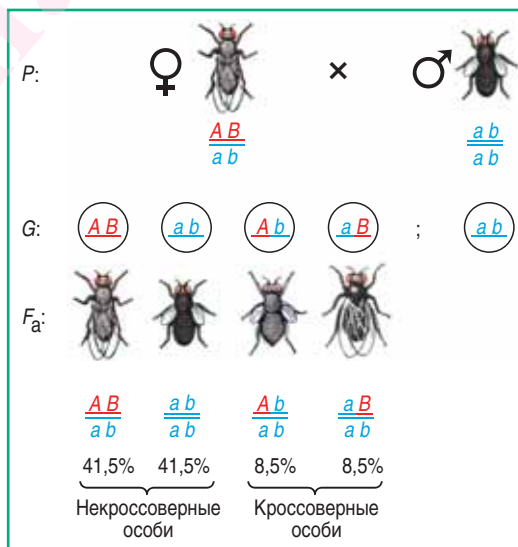 P: ♀ × ♂
A B a b
a b a b
G: A B a b A b a B ; a b
Fa:
A B a b A b a B
a b a b a b a b
41,5% 41,5% 8,5% 8,5%
Некроссоверные Кроссоверные
особи особи